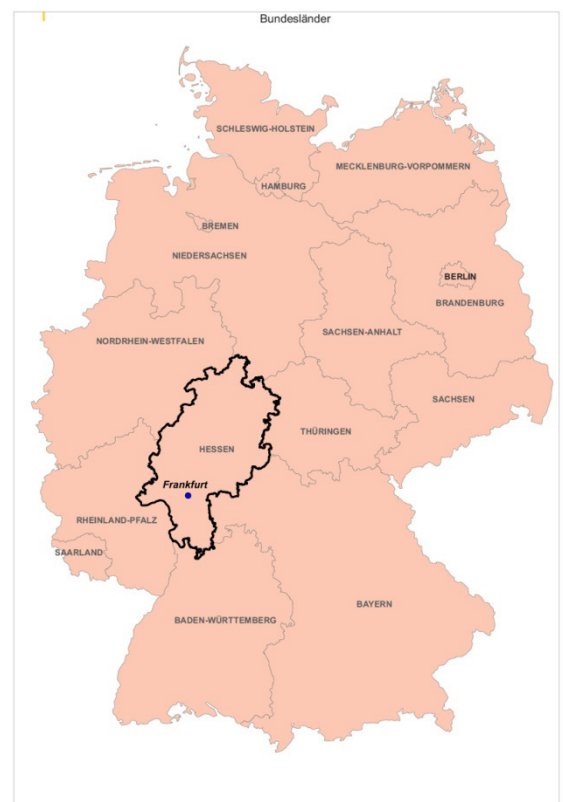 Bundesländer
SCHLESWIG-HOLSTEIN
MECKLENBURG-VORPOMMERN
HAMBURG
BREMEN
NIEDERSACHSEN
BERLIN
BRANDENBURG
SACHSEN-ANHALT
NORDRHEIN-WESTFALEN
SACHSEN
THÜRINGEN
HESSEN
Frankfurt
RHEINLAND-PFALZ
SAARLAND
BAYERN
BADEN-WÜRTTEMBERG